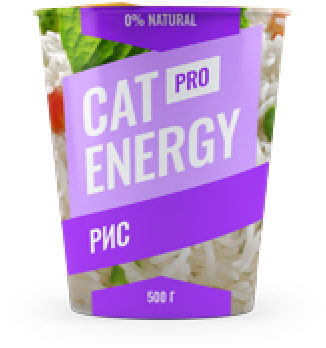 0% NATURAL
CAT PRO
ENERGY
РИС
500 Г